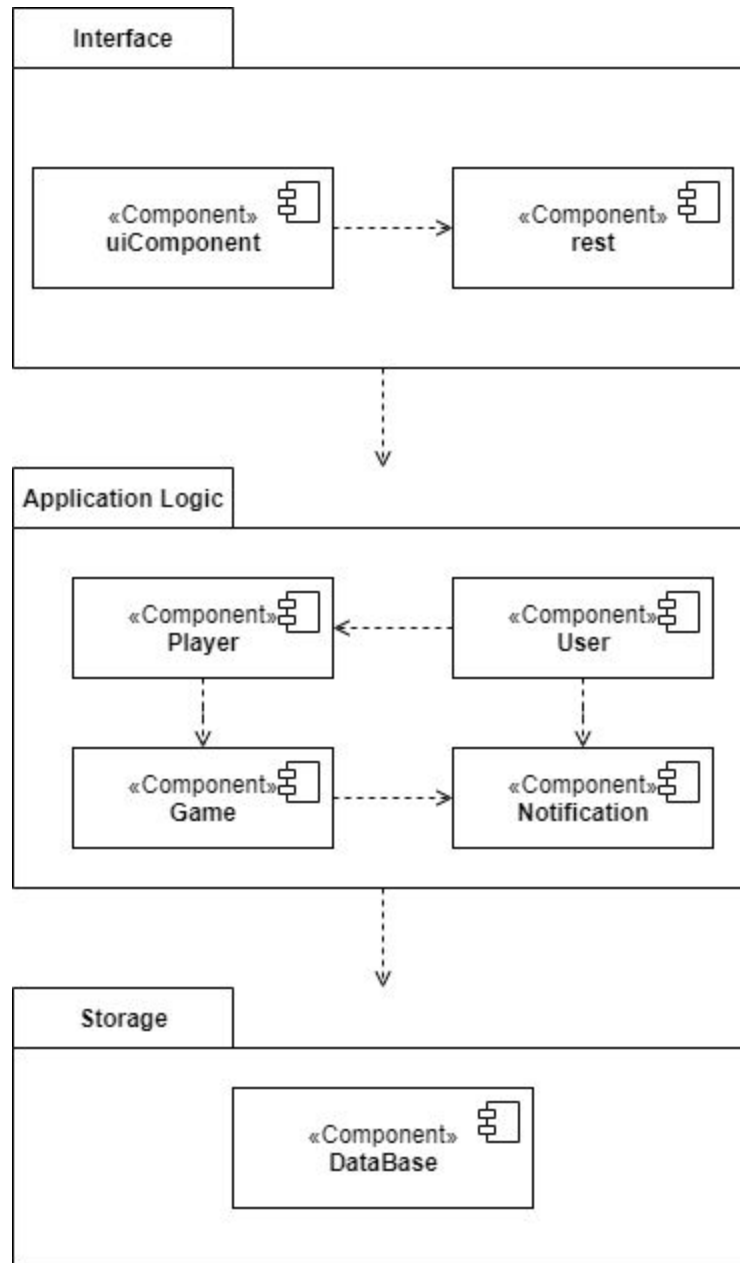 Interface
«Component»
uiComponent
«Component»
rest
Application Logic
«Component»
Player
«Component»
User
«Component»
Game
«Component»
Notification
Storage
«Component»
DataBase